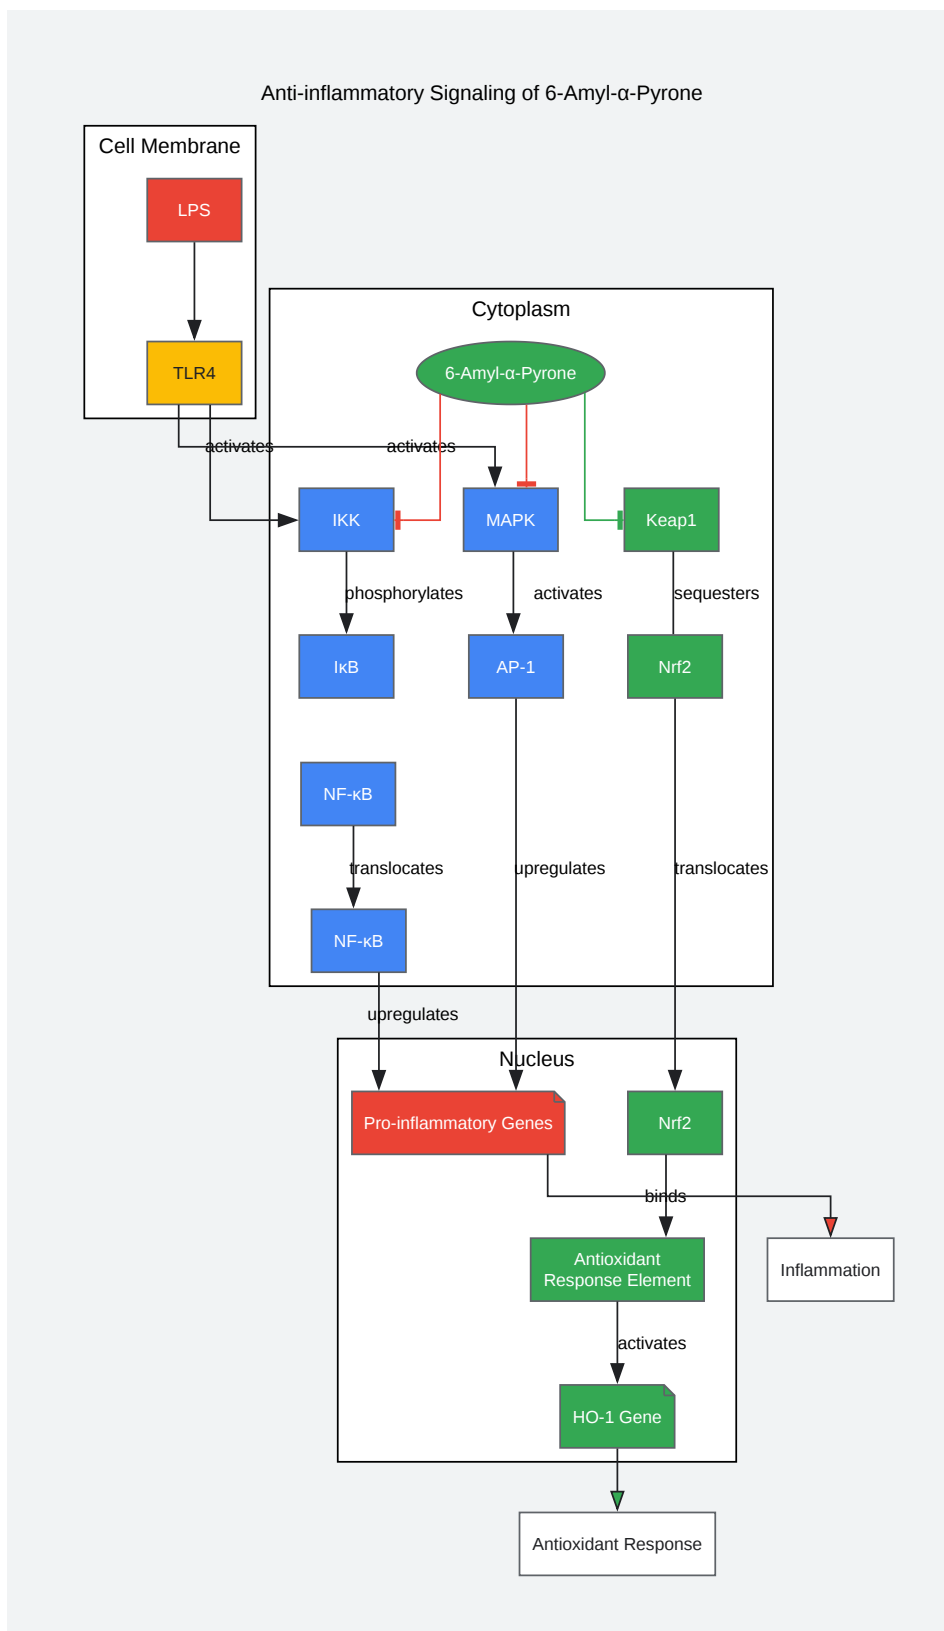 Anti-inflammatory Signaling of 6-Amyl-α-Pyrone
Cell Membrane
LPS
TLR4
Cytoplasm
6-Amyl-α-Pyrone
activates
activates
IKK
MAPK
Keap1
phosphorylates
activates
sequesters
IκB
AP-1
Nrf2
NF-κB
translocates
upregulates
translocates
NF-κB
upregulates
Nucleus
Pro-inflammatory Genes
Nrf2
binds
Antioxidant
Response Element
Inflammation
activates
HO-1 Gene
Antioxidant Response